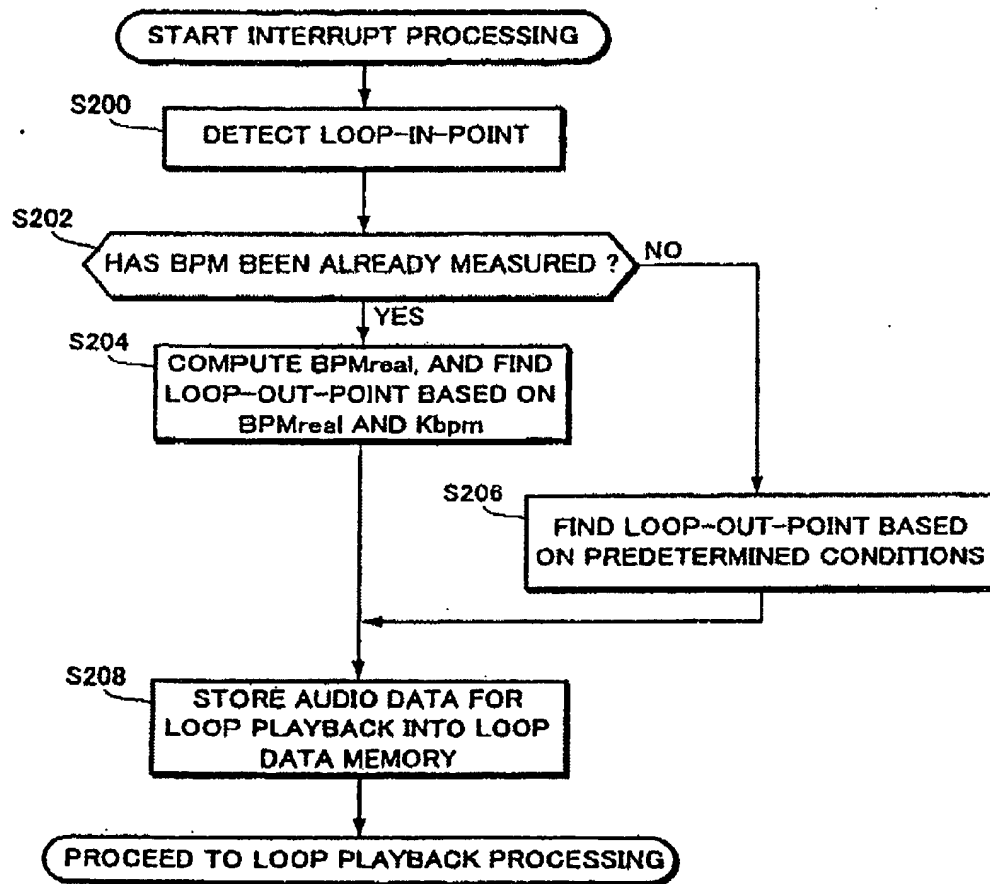 START INTERRUPT PROCESSING
S200
DETECT LOOP-IN-POINT
S202
HAS BPM BEEN ALREADY MEASURED ?
NO
YES
S204
COMPUTE BPMreal, AND FIND
LOOP-OUT-POINT BASED ON
BPMreal AND Kbpm
S206
FIND LOOP-OUT-POINT BASED
ON PREDETERMINED CONDITIONS
S208
STORE AUDIO DATA FOR
LOOP PLAYBACK INTO LOOP
DATA MEMORY
PROCEED TO LOOP PLAYBACK PROCESSING